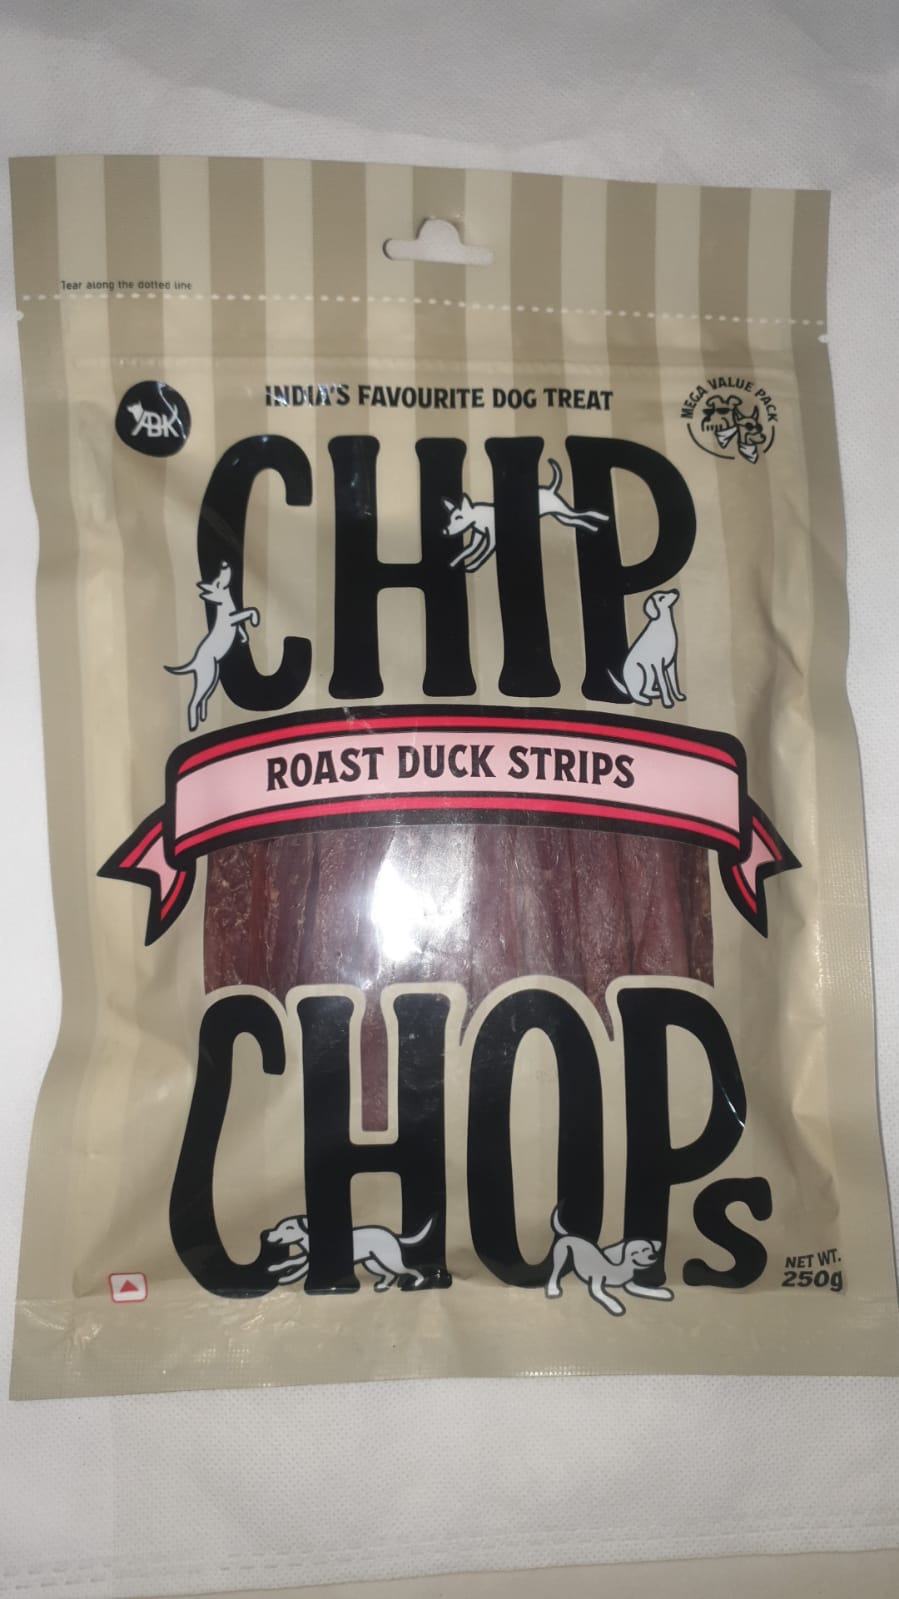 Tear along the dotted line
INDIA'S FAVOURITE DOG TREAT
ABK
MEGA VALUE PACK
CHIP
ROAST DUCK STRIPS
CHOPS
NET WT.
250g